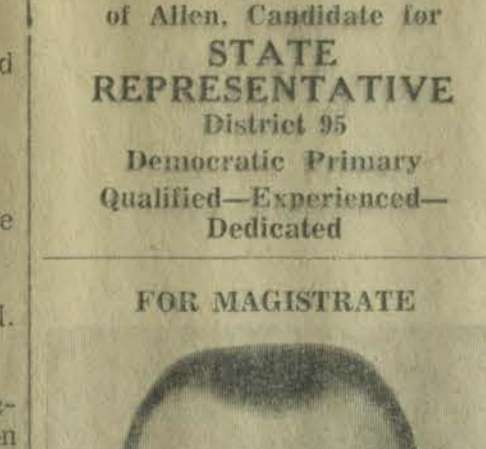 of Allen, Candidate for
STATE
REPRESENTATIVE
District 95
Democratic Primary
Qualified—Experienced—
Dedicated
FOR MAGISTRATE
d
e
I.
-
n